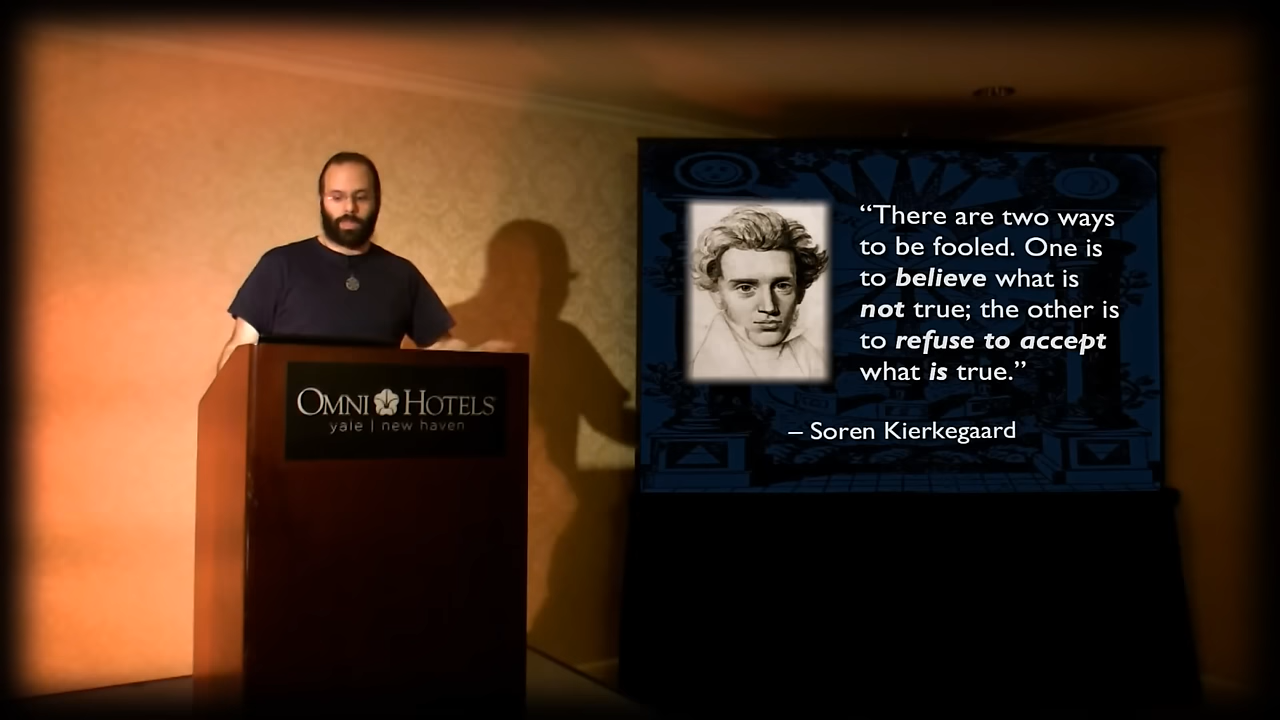 OMNI HOTELS
yale | new haven
“There are two ways
to be fooled. One is
to believe what is
not true; the other is
to refuse to accept
what is true.”
– Soren Kierkegaard